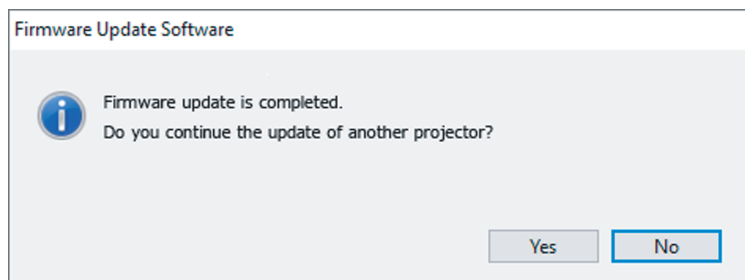 Firmware Update Software
Firmware update is completed.
Do you continue the update of another projector?
Yes
No